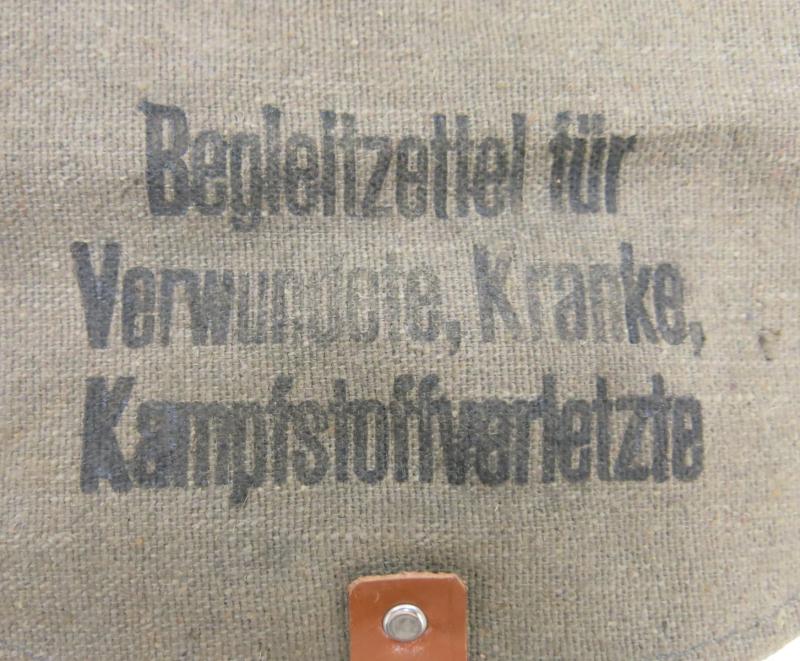 Begleitzettel für
Verwundete, Kranke,
Kampfstoffverletzte